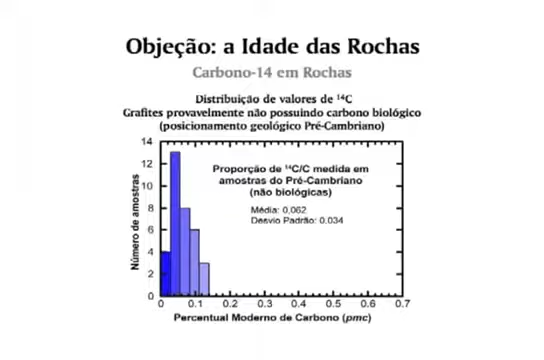 Objeção: a Idade das Rochas
Carbono-14 em Rochas
Distribuição de valores de ¹⁴C
Grafites provavelmente não possuindo carbono biológico
(posicionamento geológico Pré-Cambriano)
Proporção de ¹⁴C/C medida em
amostras do Pré-Cambriano
(não biológicas)
Média: 0,062
Desvio Padrão: 0,034
Número de amostras
14
12
10
8
6
4
2
0
0 0.1 0.2 0.3 0.4 0.5 0.6 0.7
Percentual Moderno de Carbono (pmc)